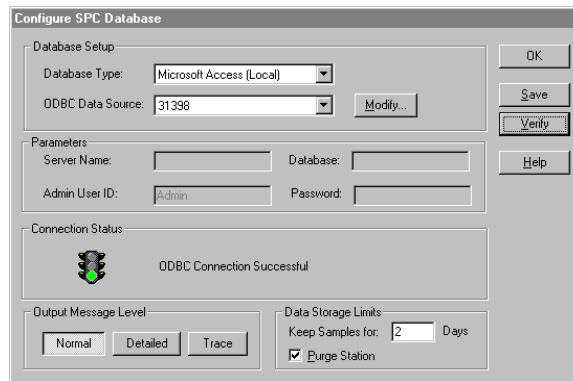 Configure SPC Database
Database Setup
Database Type: Microsoft Access (Local)
ODBC Data Source: 31398 Modify...
OK
Save
Verify
Help
Parameters
Server Name: Database:
Admin User ID: Admin Password:
Connection Status
ODBC Connection Successful
Output Message Level
Normal Detailed Trace
Data Storage Limits
Keep Samples for: 2 Days
Purge Station